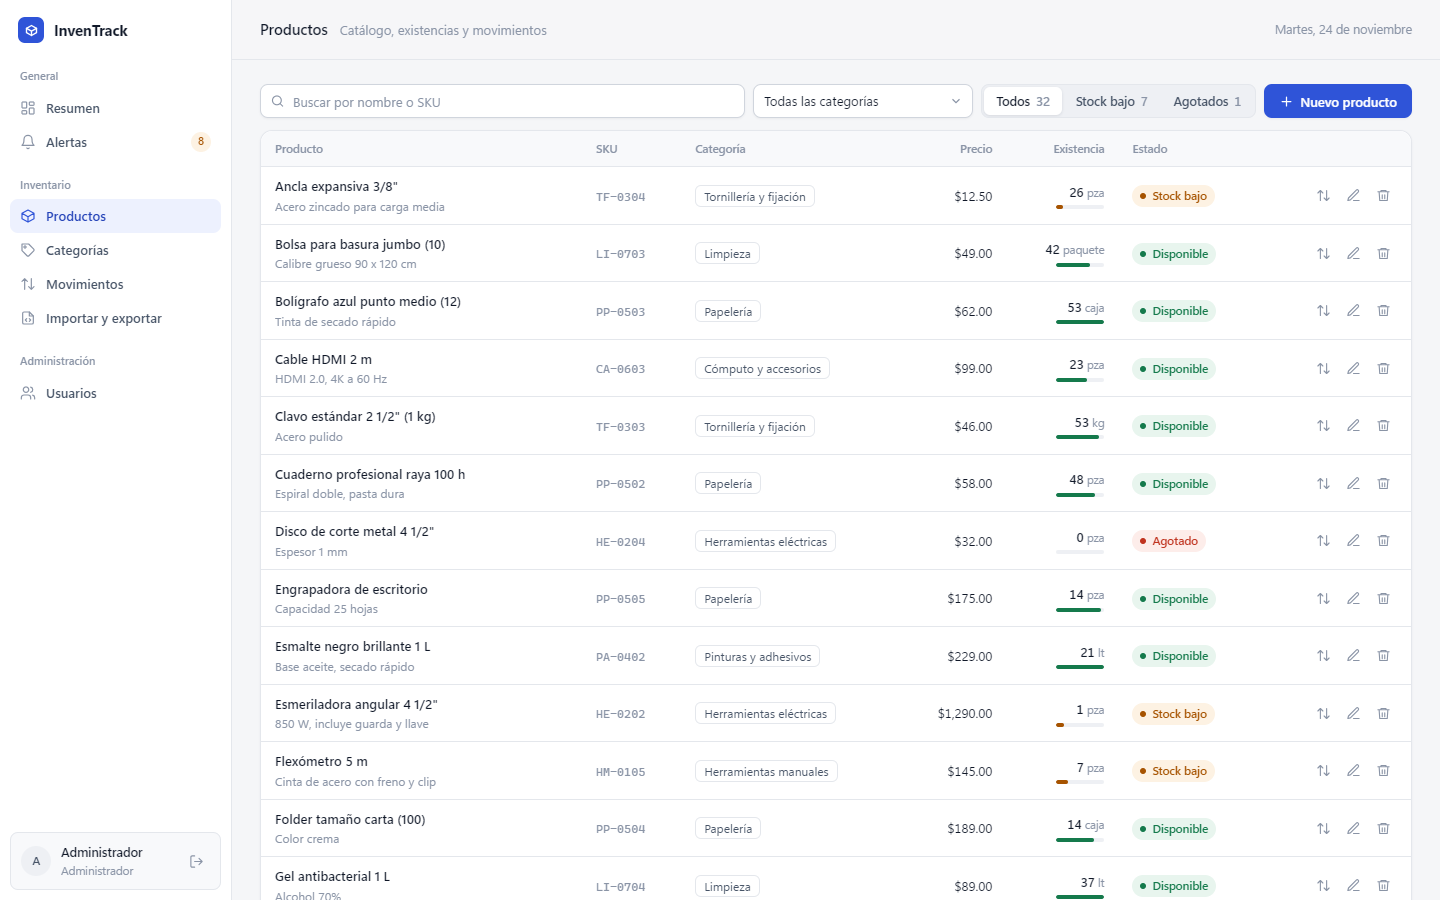 InvenTrack
General
Resumen
Alertas 8
Inventario
Productos
Categorías
Movimientos
Importar y exportar
Administración
Usuarios
A
Administrador
Administrador
Productos Catálogo, existencias y movimientos
Martes, 24 de noviembre
Buscar por nombre o SKU
Todas las categorías
Todos 32 Stock bajo 7 Agotados 1
Nuevo producto
Producto SKU Categoría Precio Existencia Estado
Ancla expansiva 3/8" TF-0304 Tornillería y fijación $12.50 26 pza Stock bajo
Acero zincado para carga media
Bolsa para basura jumbo (10) LI-0703 Limpieza $49.00 42 paquete Disponible
Calibre grueso 90 x 120 cm
Bolígrafo azul punto medio (12) PP-0503 Papelería $62.00 53 caja Disponible
Tinta de secado rápido
Cable HDMI 2 m CA-0603 Cómputo y accesorios $99.00 23 pza Disponible
HDMI 2.0, 4K a 60 Hz
Clavo estándar 2 1/2" (1 kg) TF-0303 Tornillería y fijación $46.00 53 kg Disponible
Acero pulido
Cuaderno profesional raya 100 h PP-0502 Papelería $58.00 48 pza Disponible
Espiral doble, pasta dura
Disco de corte metal 4 1/2" HE-0204 Herramientas eléctricas $32.00 0 pza Agotado
Espesor 1 mm
Engrapadora de escritorio PP-0505 Papelería $175.00 14 pza Disponible
Capacidad 25 hojas
Esmalte negro brillante 1 L PA-0402 Pinturas y adhesivos $229.00 21 lt Disponible
Base aceite, secado rápido
Esmeriladora angular 4 1/2" HE-0202 Herramientas eléctricas $1,290.00 1 pza Stock bajo
850 W, incluye guarda y llave
Flexómetro 5 m HM-0105 Herramientas manuales $145.00 7 pza Stock bajo
Cinta de acero con freno y clip
Folder tamaño carta (100) PP-0504 Papelería $189.00 14 caja Disponible
Color crema
Gel antibacterial 1 L LI-0704 Limpieza $89.00 37 lt Disponible
Alcohol 70%